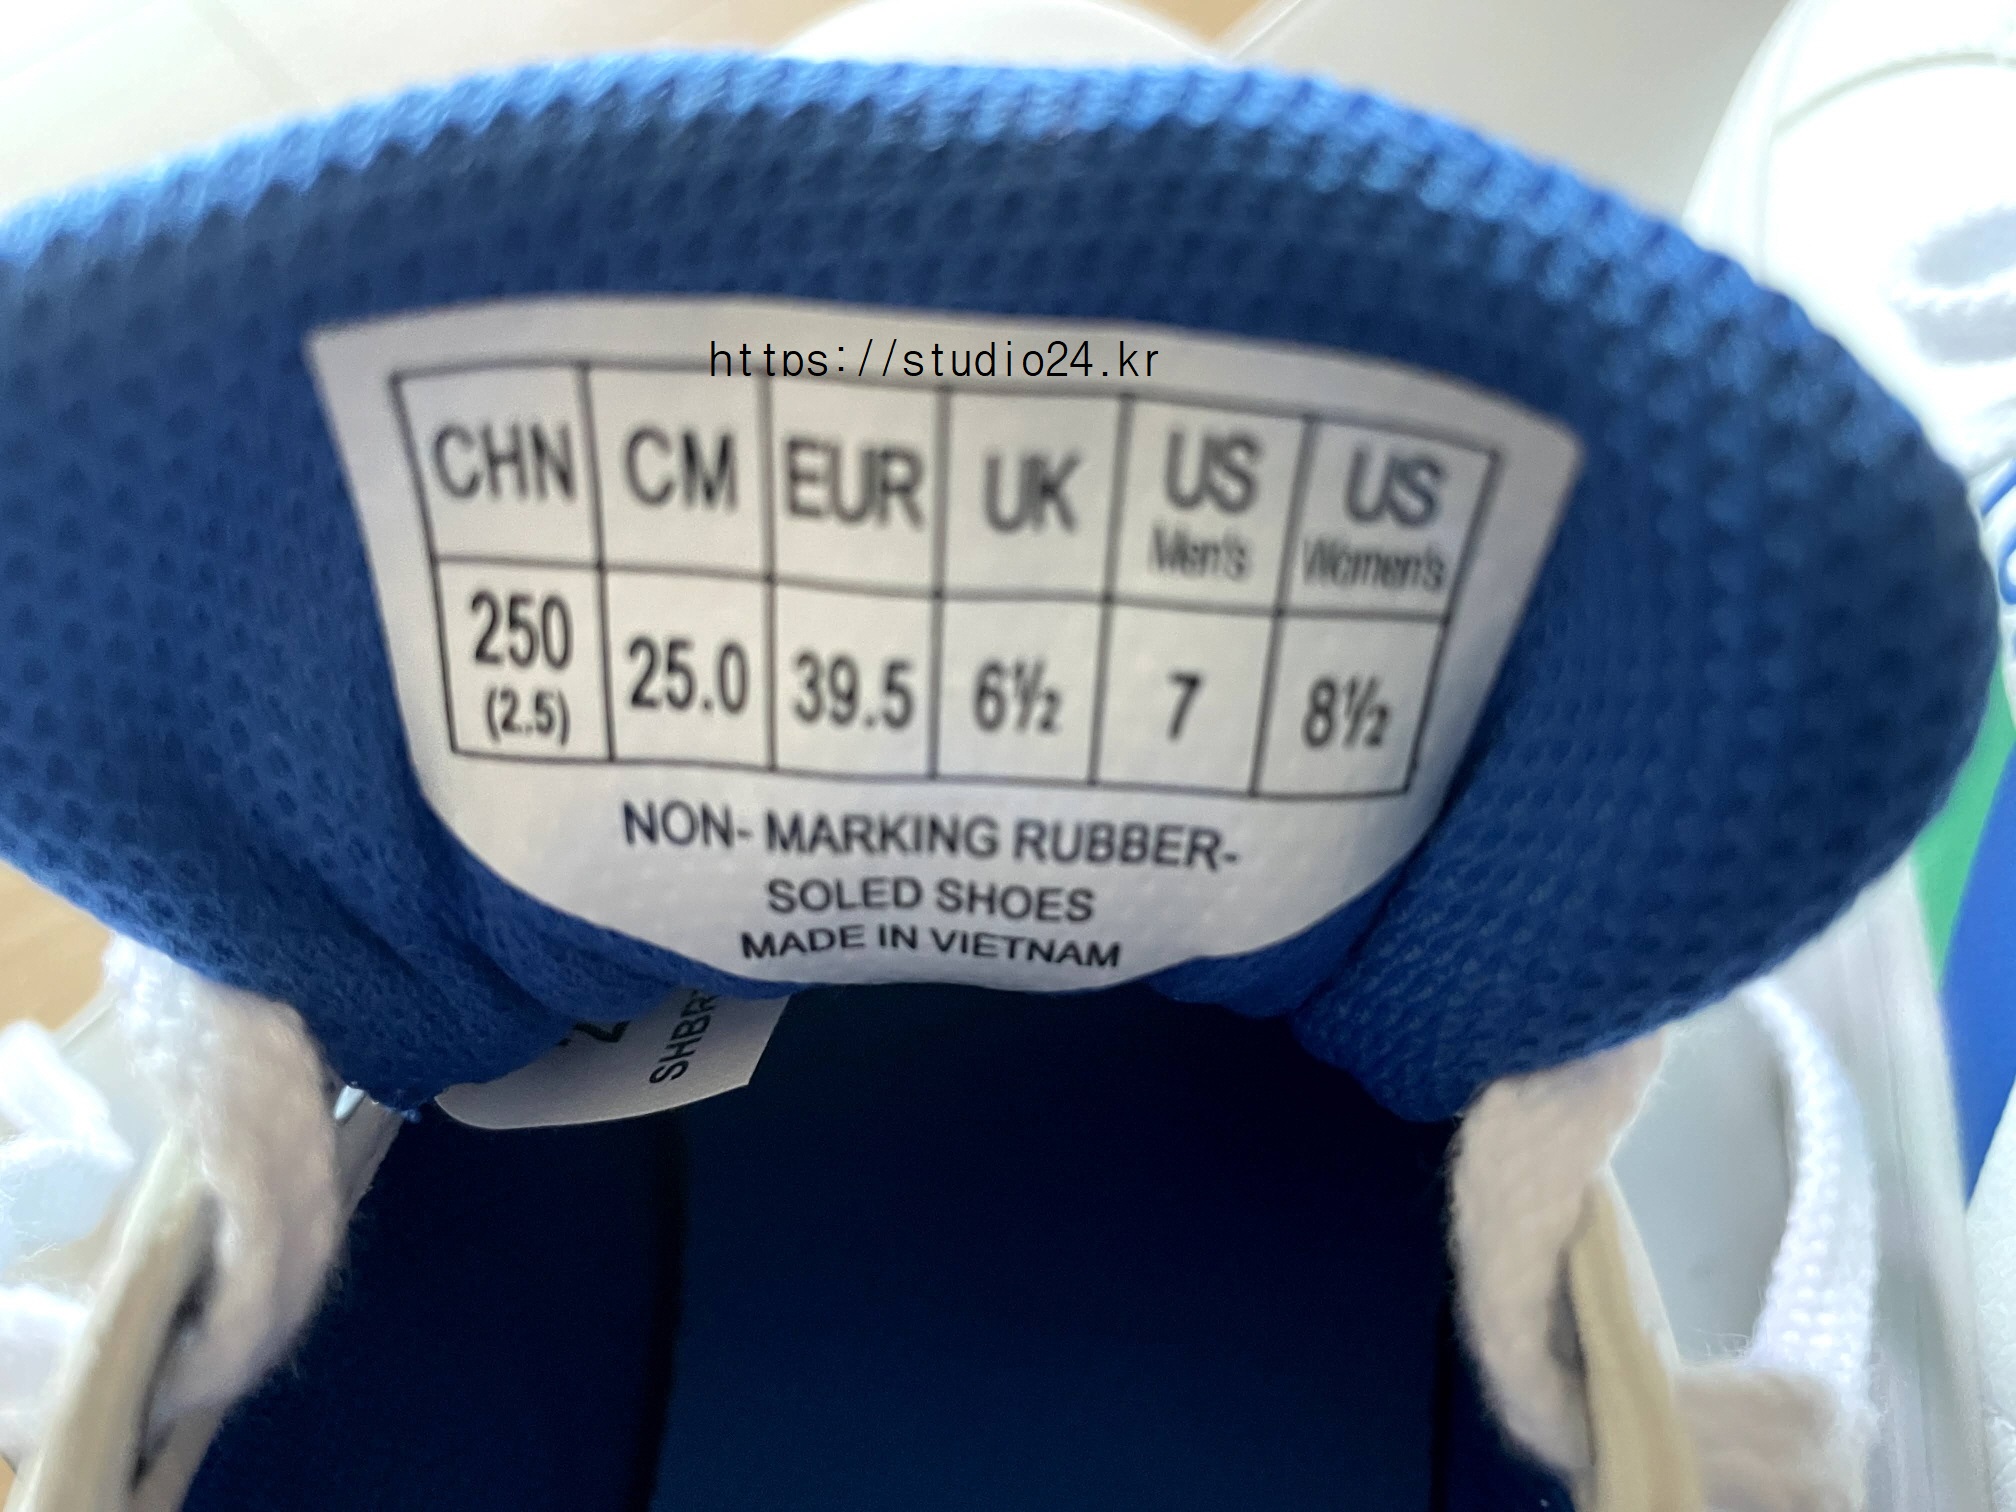 https://studio24.kr
CHN CM EUR UK US Men's US Women's
250 (2.5) 25.0 39.5 6½ 7 8½
NON- MARKING RUBBER-
SOLED SHOES
MADE IN VIETNAM